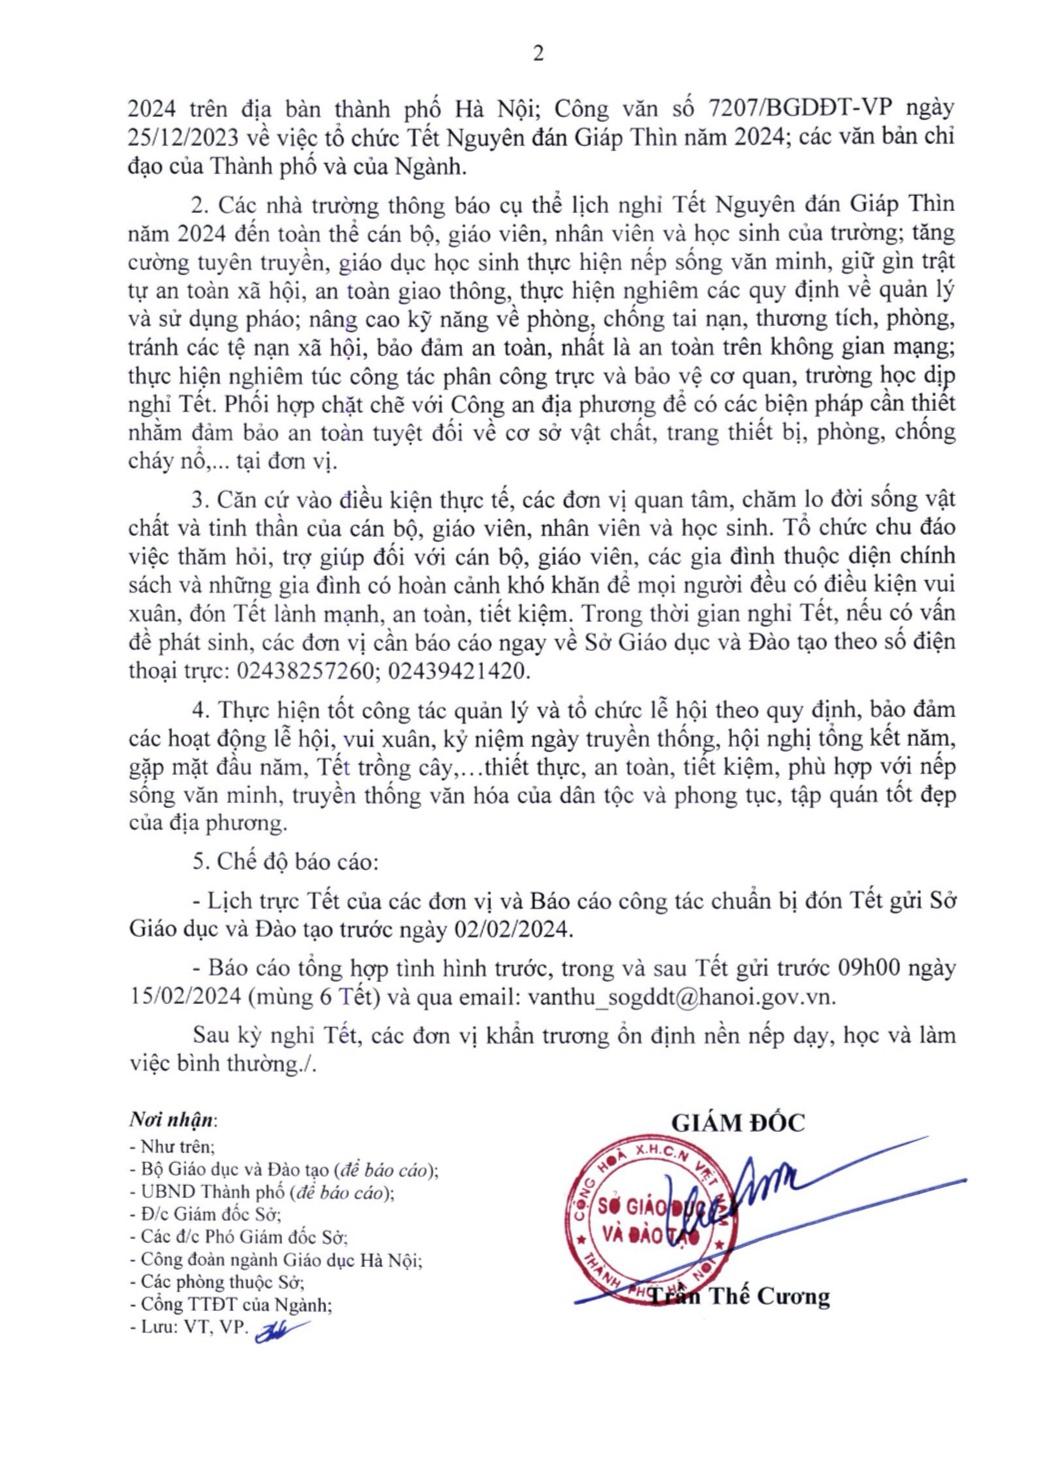 2
2024 trên địa bàn thành phố Hà Nội; Công văn số 7207/BGDĐT-VP ngày
25/12/2023 về việc tổ chức Tết Nguyên đán Giáp Thìn năm 2024; các văn bản chỉ
đạo của Thành phố và của Ngành.
2. Các nhà trường thông báo cụ thể lịch nghỉ Tết Nguyên đán Giáp Thìn
năm 2024 đến toàn thể cán bộ, giáo viên, nhân viên và học sinh của trường; tăng
cường tuyên truyền, giáo dục học sinh thực hiện nếp sống văn minh, giữ gìn trật
tự an toàn xã hội, an toàn giao thông, thực hiện nghiêm các quy định về quản lý
và sử dụng pháo; nâng cao kỹ năng về phòng, chống tai nạn, thương tích, phòng,
tránh các tệ nạn xã hội, bảo đảm an toàn, nhất là an toàn trên không gian mạng;
thực hiện nghiêm túc công tác phân công trực và bảo vệ cơ quan, trường học dịp
nghỉ Tết. Phối hợp chặt chẽ với Công an địa phương để có các biện pháp cần thiết
nhằm đảm bảo an toàn tuyệt đối về cơ sở vật chất, trang thiết bị, phòng, chống
cháy nổ,... tại đơn vị.
3. Căn cứ vào điều kiện thực tế, các đơn vị quan tâm, chăm lo đời sống vật
chất và tinh thần của cán bộ, giáo viên, nhân viên và học sinh. Tổ chức chu đáo
việc thăm hỏi, trợ giúp đối với cán bộ, giáo viên, các gia đình thuộc diện chính
sách và những gia đình có hoàn cảnh khó khăn để mọi người đều có điều kiện vui
xuân, đón Tết lành mạnh, an toàn, tiết kiệm. Trong thời gian nghỉ Tết, nếu có vấn
đề phát sinh, các đơn vị cần báo cáo ngay về Sở Giáo dục và Đào tạo theo số điện
thoại trực: 02438257260; 02439421420.
4. Thực hiện tốt công tác quản lý và tổ chức lễ hội theo quy định, bảo đảm
các hoạt động lễ hội, vui xuân, kỷ niệm ngày truyền thống, hội nghị tổng kết năm,
gặp mặt đầu năm, Tết trồng cây,…thiết thực, an toàn, tiết kiệm, phù hợp với nếp
sống văn minh, truyền thống văn hóa của dân tộc và phong tục, tập quán tốt đẹp
của địa phương.
5. Chế độ báo cáo:
- Lịch trực Tết của các đơn vị và Báo cáo công tác chuẩn bị đón Tết gửi Sở
Giáo dục và Đào tạo trước ngày 02/02/2024.
- Báo cáo tổng hợp tình hình trước, trong và sau Tết gửi trước 09h00 ngày
15/02/2024 (mùng 6 Tết) và qua email: vanthu_sogddt@hanoi.gov.vn.
Sau kỳ nghỉ Tết, các đơn vị khẩn trương ổn định nền nếp dạy, học và làm
việc bình thường./.
Nơi nhận:
- Như trên;
- Bộ Giáo dục và Đào tạo (để báo cáo);
- UBND Thành phố (để báo cáo);
- Đ/c Giám đốc Sở;
- Các đ/c Phó Giám đốc Sở;
- Công đoàn ngành Giáo dục Hà Nội;
- Các phòng thuộc Sở;
- Cổng TTĐT của Ngành;
- Lưu: VT, VP.
GIÁM ĐỐC
CỘNG HOÀ X.H.C.N VIỆT NAM
SỞ GIÁO DỤC
VÀ ĐÀO TẠO
★ THÀNH PHỐ HÀ NỘI ★
Trần Thế Cương